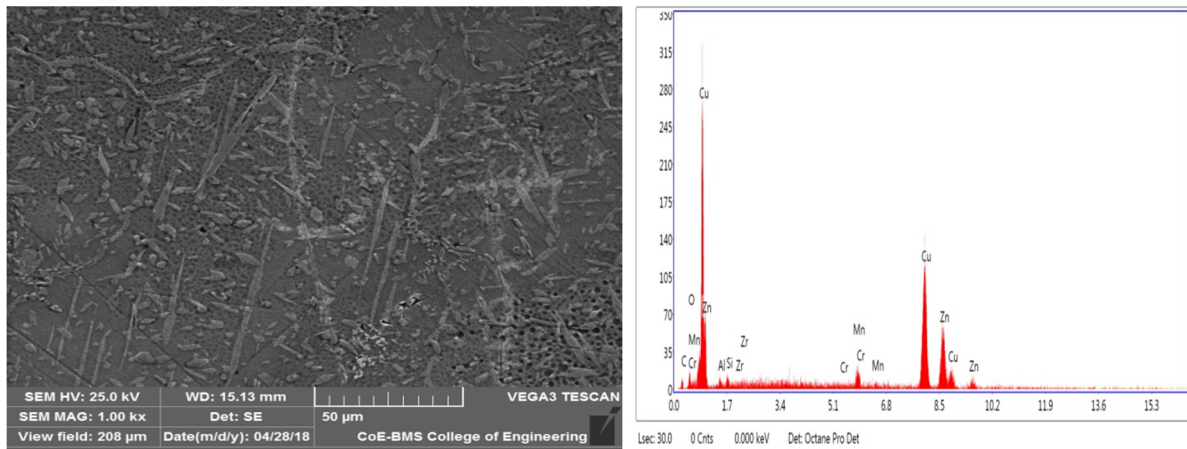 SEM HV: 25.0 kV WD: 15.13 mm VEGA3 TESCAN
SEM MAG: 1.00 kx Det: SE 50 µm
View field: 208 µm Date(m/d/y): 04/28/18 CoE-BMS College of Engineering
350
315
280
245
210
175
140
105
70
35
0
Cu
O
Zn
Mn
C
Cr
Al
Si
Zr
Zr
Cr
Mn
Cr
Mn
Cu
Zn
Cu
Zn
0.0 1.7 3.4 5.1 6.8 8.5 10.2 11.9 13.6 15.3
Lsec: 30.0 0 Cnts 0.000 keV Det: Octane Pro Det